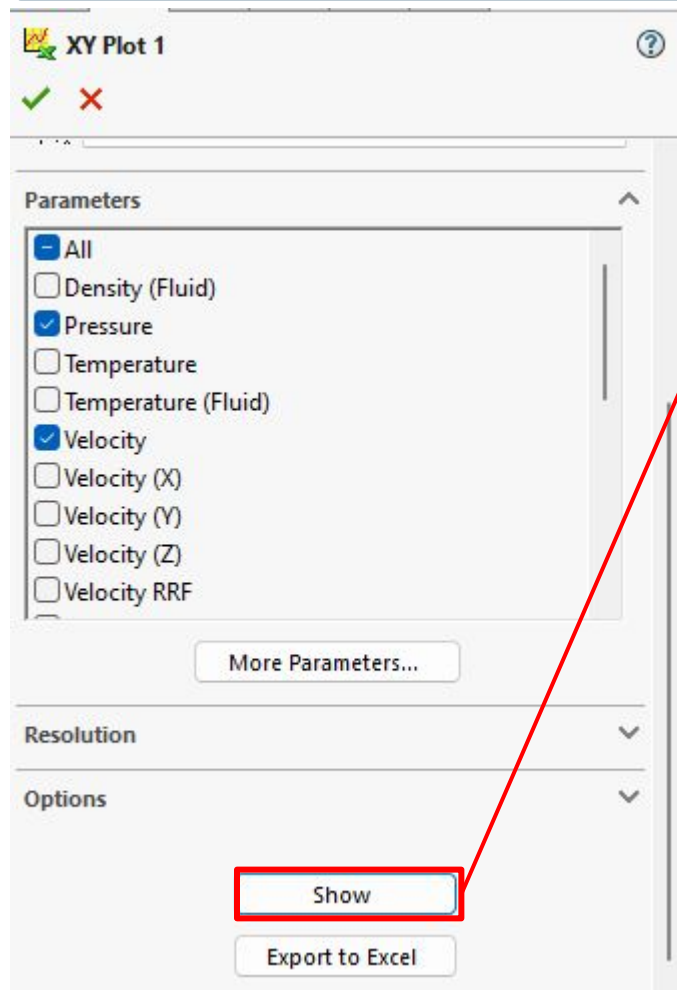 XY Plot 1
Parameters
All
Density (Fluid)
Pressure
Temperature
Temperature (Fluid)
Velocity
Velocity (X)
Velocity (Y)
Velocity (Z)
Velocity RRF
More Parameters...
Resolution
Options
Show
Export to Excel